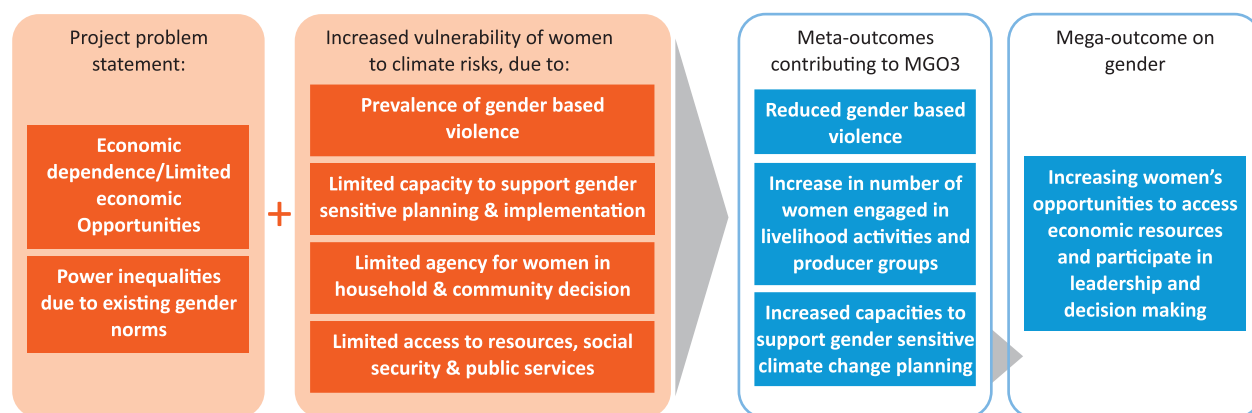 Project problem
statement:
Economic
dependence/Limited
economic
Opportunities
Power inequalities
due to existing gender
norms
+
Increased vulnerability of women
to climate risks, due to:
Prevalence of gender based
violence
Limited capacity to support gender
sensitive planning & implementation
Limited agency for women in
household & community decision
Limited access to resources, social
security & public services
Meta-outcomes
contributing to MGO3
Reduced gender based
violence
Increase in number of
women engaged in
livelihood activities and
producer groups
Increased capacities to
support gender sensitive
climate change planning
Mega-outcome on
gender
Increasing women's
opportunities to access
economic resources
and participate in
leadership and
decision making